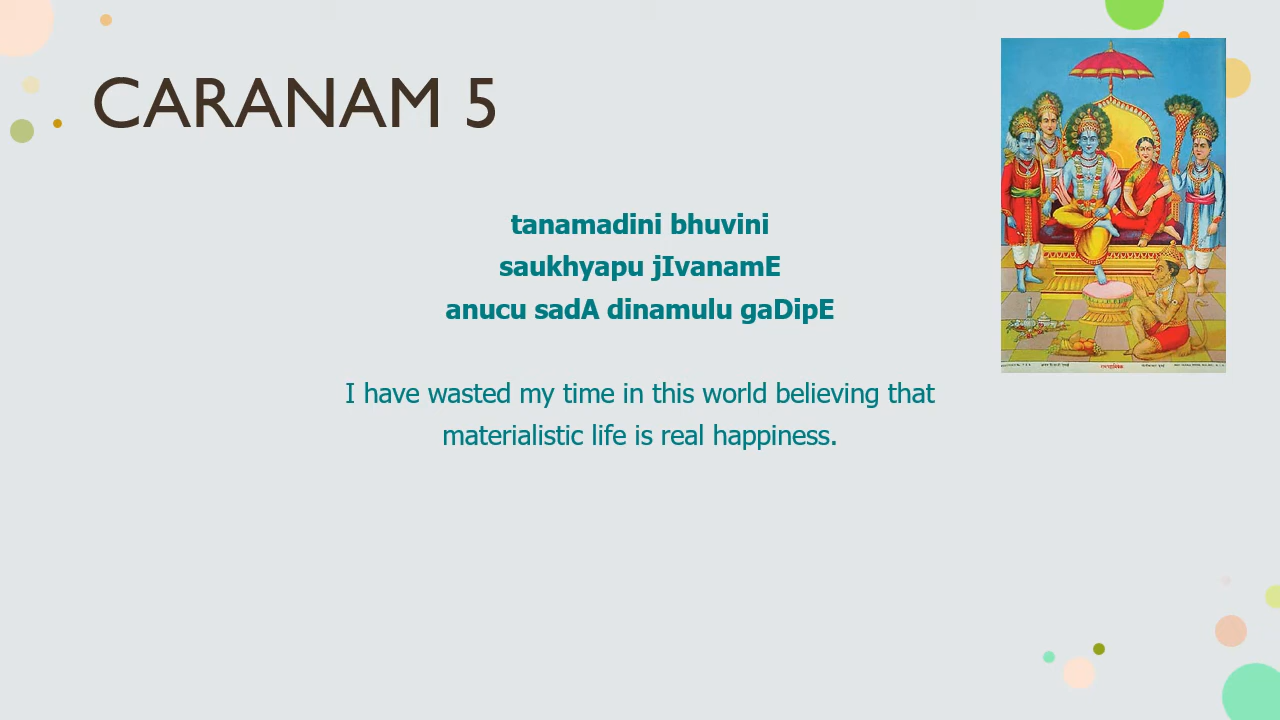 CARANAM 5
tanamadini bhuvini
saukhyapu jIvanamE
anucu sadA dinamulu gaDipE
I have wasted my time in this world believing that
materialistic life is real happiness.